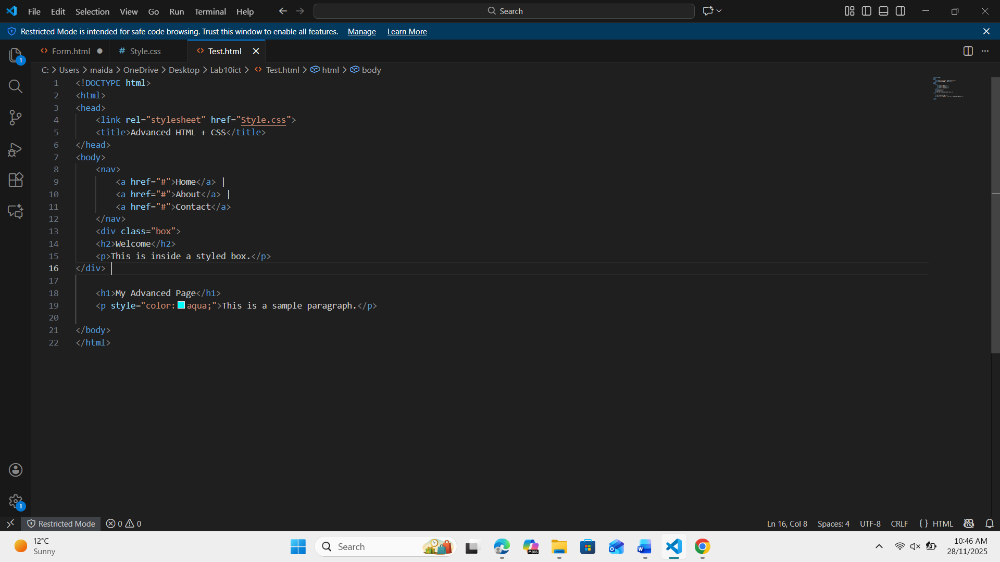 File Edit Selection View Go Run Terminal Help Search
Restricted Mode is intended for safe code browsing. Trust this window to enable all features. Manage Learn More
Form.html Style.css Test.html
C: > Users > maida > OneDrive > Desktop > Lab10ict > Test.html > html > body
1 <!DOCTYPE html>
2 <html>
3 <head>
4 <link rel="stylesheet" href="Style.css">
5 <title>Advanced HTML + CSS</title>
6 </head>
7 <body>
8 <nav>
9 <a href="#">Home</a> |
10 <a href="#">About</a> |
11 <a href="#">Contact</a>
12 </nav>
13 <div class="box">
14 <h2>Welcome</h2>
15 <p>This is inside a styled box.</p>
16 </div>
17
18 <h1>My Advanced Page</h1>
19 <p style="color:aqua;">This is a sample paragraph.</p>
20
21 </body>
22 </html>
1
1
Restricted Mode 0 0 Ln 16, Col 8 Spaces: 4 UTF-8 CRLF {} HTML
12°C
Sunny
Search
M365
10:46 AM
28/11/2025